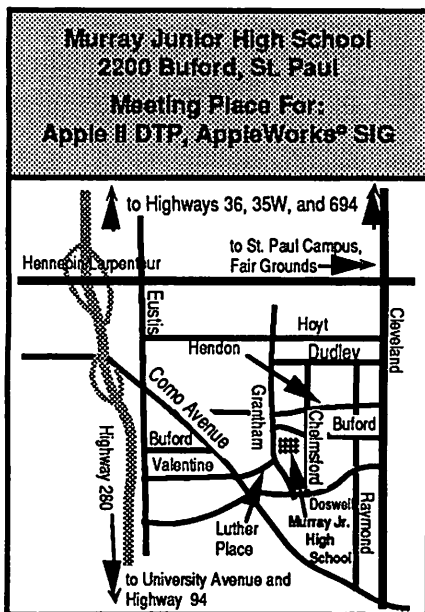 Murray Junior High School
2200 Buford, St. Paul
Meeting Place For:
Apple II DTP, AppleWorks® SIG
to Highways 36, 35W, and 694
to St. Paul Campus,
Fair Grounds
Hennepin Larpenteur
Eustis
Cleveland
Hoyt
Hendon
Dudley
Como Avenue
Grantham
Chelmsford
Buford
Buford
Highway 280
Valentine
Luther
Place
Doswell
Murray Jr.
High
School
Raymond
to University Avenue and
Highway 94